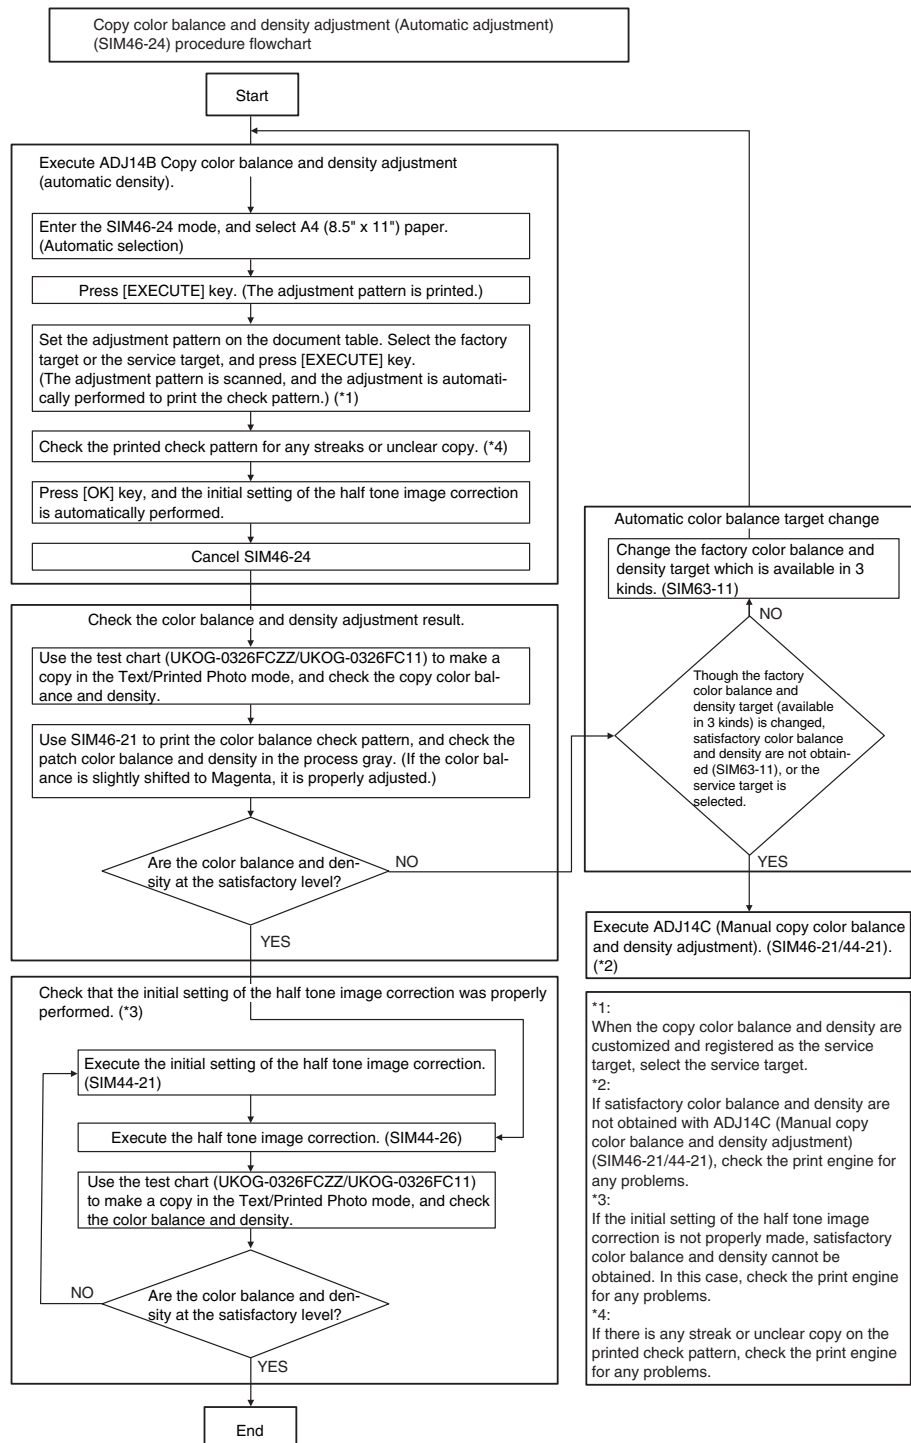 Copy color balance and density adjustment (Automatic adjustment)
(SIM46-24) procedure flowchart
Start
Execute ADJ14B Copy color balance and density adjustment
(automatic density).
Enter the SIM46-24 mode, and select A4 (8.5" x 11") paper.
(Automatic selection)
Press [EXECUTE] key. (The adjustment pattern is printed.)
Set the adjustment pattern on the document table. Select the factory
target or the service target, and press [EXECUTE] key.
(The adjustment pattern is scanned, and the adjustment is automati-
cally performed to print the check pattern.) (*1)
Check the printed check pattern for any streaks or unclear copy. (*4)
Press [OK] key, and the initial setting of the half tone image correction
is automatically performed.
Cancel SIM46-24
Automatic color balance target change
Change the factory color balance and
density target which is available in 3
kinds. (SIM63-11)
NO
Though the factory
color balance and
density target (available
in 3 kinds) is changed,
satisfactory color balance
and density are not obtain-
ed (SIM63-11), or the
service target is
selected.
YES
Check the color balance and density adjustment result.
Use the test chart (UKOG-0326FCZZ/UKOG-0326FC11) to make a
copy in the Text/Printed Photo mode, and check the copy color bal-
ance and density.
Use SIM46-21 to print the color balance check pattern, and check the
patch color balance and density in the process gray. (If the color bal-
ance is slightly shifted to Magenta, it is properly adjusted.)
Are the color balance and den-
sity at the satisfactory level?
NO
YES
Execute ADJ14C (Manual copy color balance
and density adjustment). (SIM46-21/44-21).
(*2)
Check that the initial setting of the half tone image correction was properly
performed. (*3)
Execute the initial setting of the half tone image correction.
(SIM44-21)
Execute the half tone image correction. (SIM44-26)
Use the test chart (UKOG-0326FCZZ/UKOG-0326FC11)
to make a copy in the Text/Printed Photo mode, and check
the color balance and density.
NO
Are the color balance and den-
sity at the satisfactory level?
YES
End
*1:
When the copy color balance and density are
customized and registered as the service
target, select the service target.
*2:
If satisfactory color balance and density are
not obtained with ADJ14C (Manual copy
color balance and density adjustment)
(SIM46-21/44-21), check the print engine for
any problems.
*3:
If the initial setting of the half tone image
correction is not properly made, satisfactory
color balance and density cannot be
obtained. In this case, check the print engine
for any problems.
*4:
If there is any streak or unclear copy on the
printed check pattern, check the print engine
for any problems.